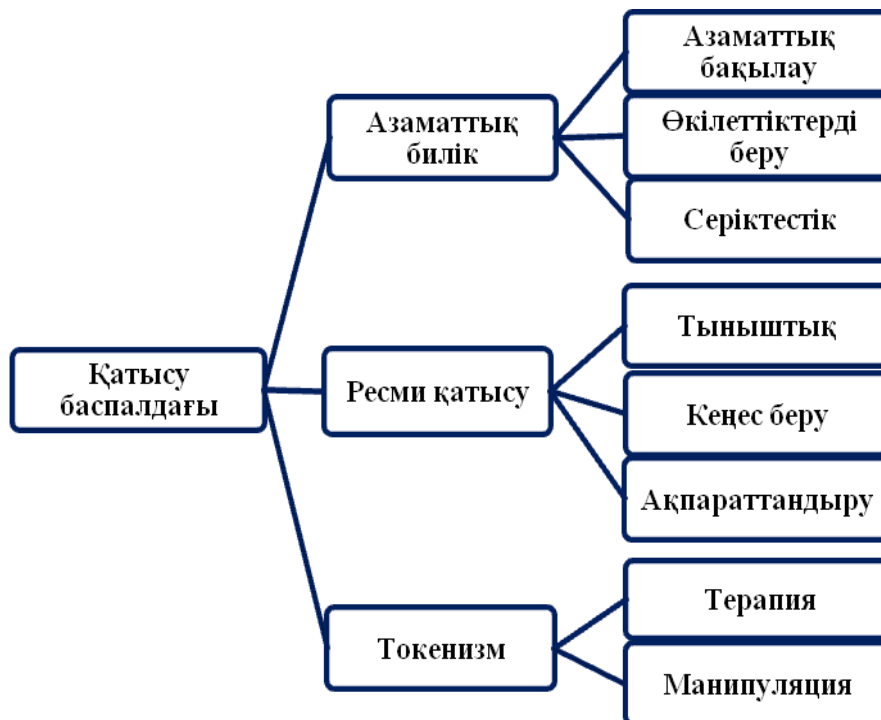 Қатысу
баспалдағы
Азаматтық
билік
Азаматтық
бақылау
Өкілеттіктерді
беру
Серіктестік
Ресми қатысу
Тыныштық
Кеңес беру
Ақпараттандыру
Токенизм
Терапия
Манипуляция